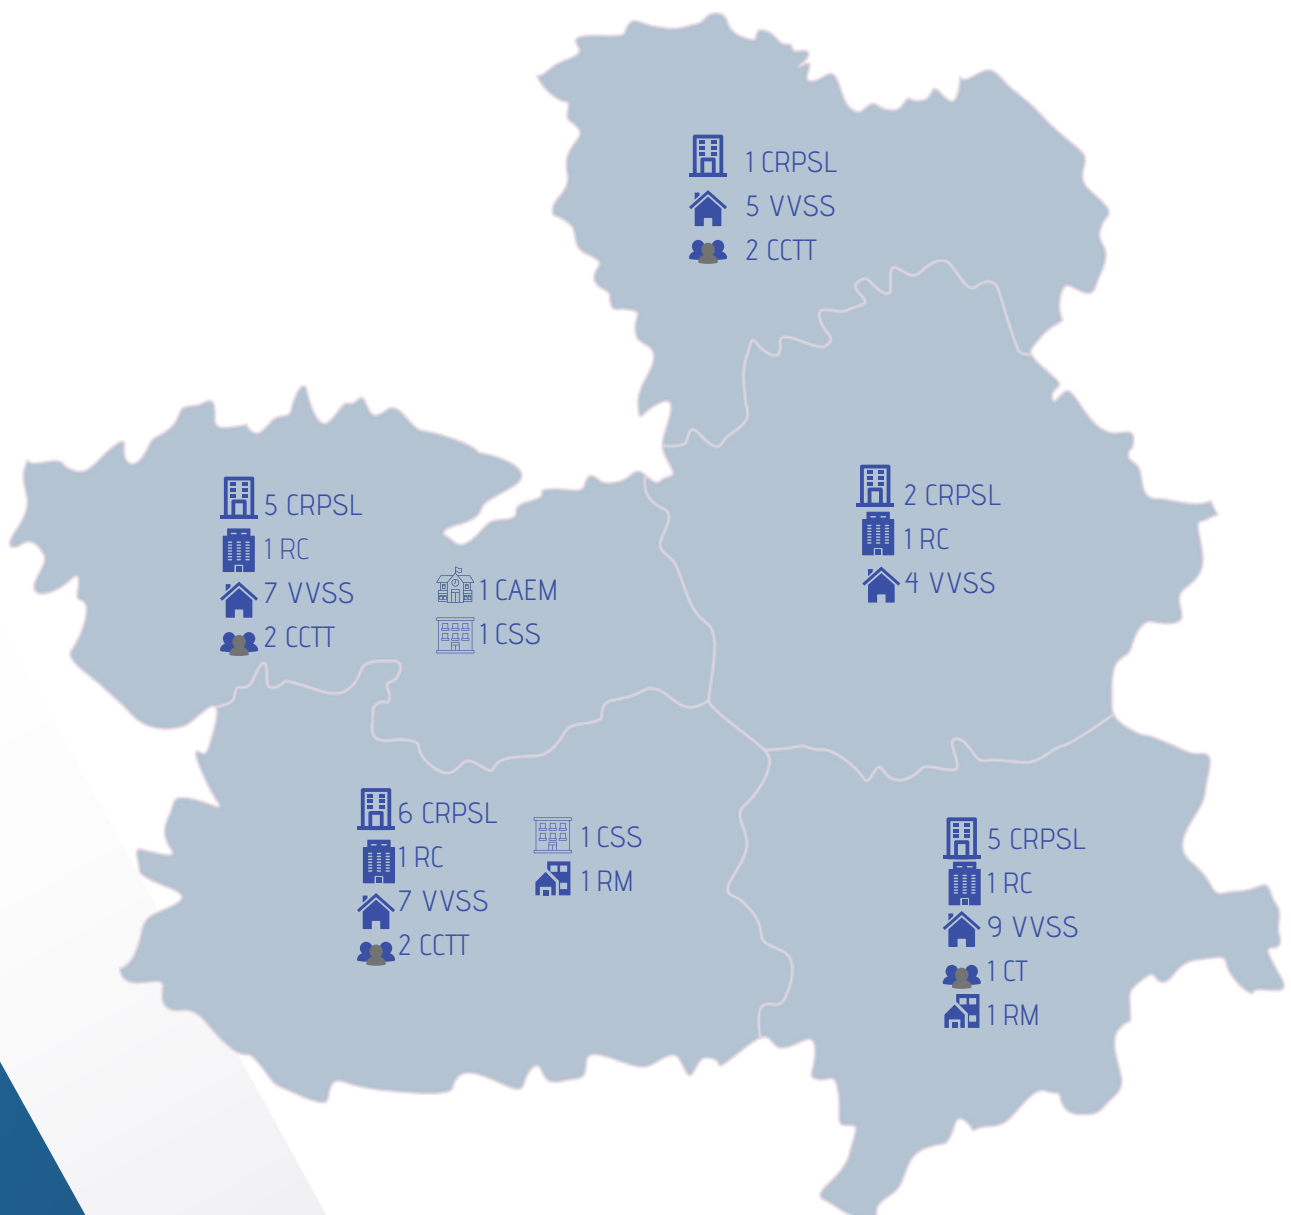 1 CRPSL
5 VVSS
2 CCTT
5 CRPSL
1 RC
7 VVSS
2 CCTT
1 CAEM
1 CSS
2 CRPSL
1 RC
4 VVSS
6 CRPSL
1 RC
7 VVSS
2 CCTT
1 CSS
1 RM
5 CRPSL
1 RC
9 VVSS
1 CT
1 RM